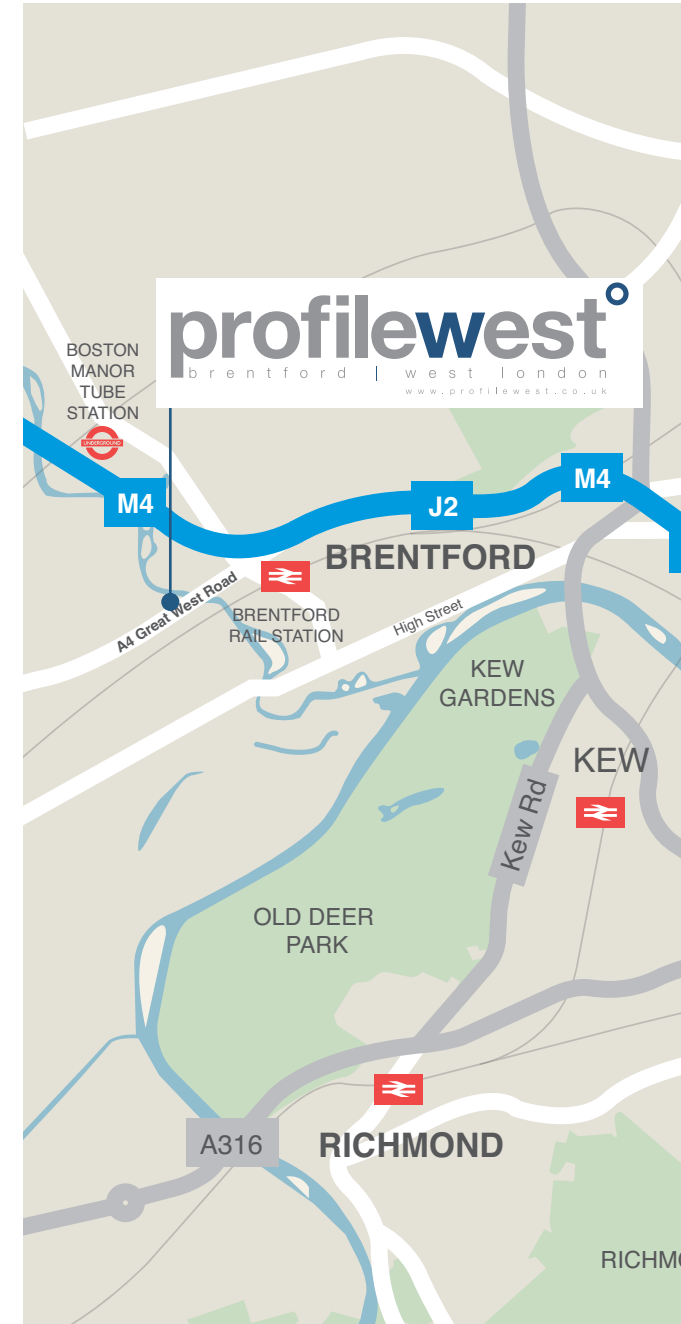 profilewest°
brentford | west london
www.profilewest.co.uk
BOSTON
MANOR
TUBE
STATION
UNDERGROUND
M4
J2
M4
BRENTFORD
A4 Great West Road
BRENTFORD
RAIL STATION
High Street
KEW
GARDENS
KEW
Kew Rd
OLD DEER
PARK
A316
RICHMOND
RICHM